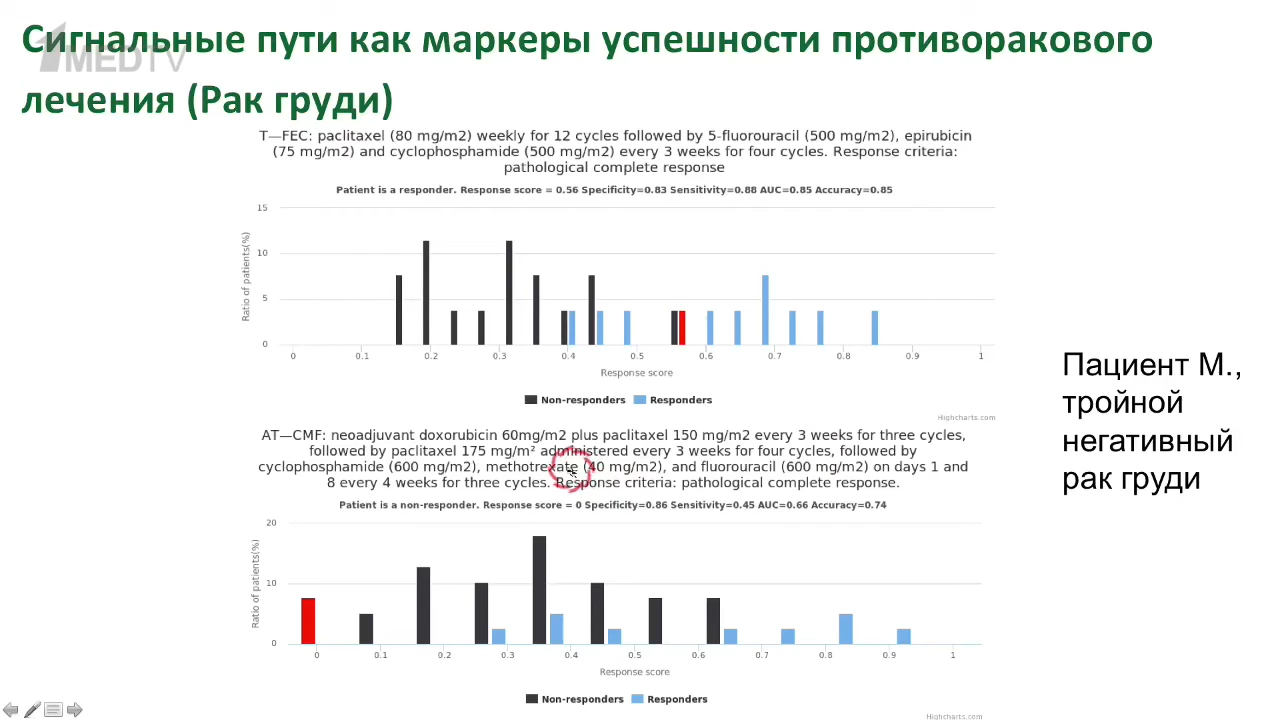 Сигнальные пути как маркеры успешности противоракового
лечения (Рак груди)
1MEDTV
T—FEC: paclitaxel (80 mg/m2) weekly for 12 cycles followed by 5-fluorouracil (500 mg/m2), epirubicin
(75 mg/m2) and cyclophosphamide (500 mg/m2) every 3 weeks for four cycles. Response criteria:
pathological complete response
Patient is a responder. Response score = 0.56 Specificity=0.83 Sensitivity=0.88 AUC=0.85 Accuracy=0.85
15
10
5
0
Ratio of patients(%)
0 0.1 0.2 0.3 0.4 0.5 0.6 0.7 0.8 0.9 1
Response score
Non-responders Responders
Highcharts.com
AT—CMF: neoadjuvant doxorubicin 60mg/m2 plus paclitaxel 150 mg/m2 every 3 weeks for three cycles,
followed by paclitaxel 175 mg/m² administered every 3 weeks for four cycles, followed by
cyclophosphamide (600 mg/m2), methotrexate (40 mg/m2), and fluorouracil (600 mg/m2) on days 1 and
8 every 4 weeks for three cycles. Response criteria: pathological complete response.
Patient is a non-responder. Response score = 0 Specificity=0.86 Sensitivity=0.45 AUC=0.66 Accuracy=0.74
20
10
0
Ratio of patients(%)
0 0.1 0.2 0.3 0.4 0.5 0.6 0.7 0.8 0.9 1
Response score
Non-responders Responders
Highcharts.com
Пациент М.,
тройной
негативный
рак груди